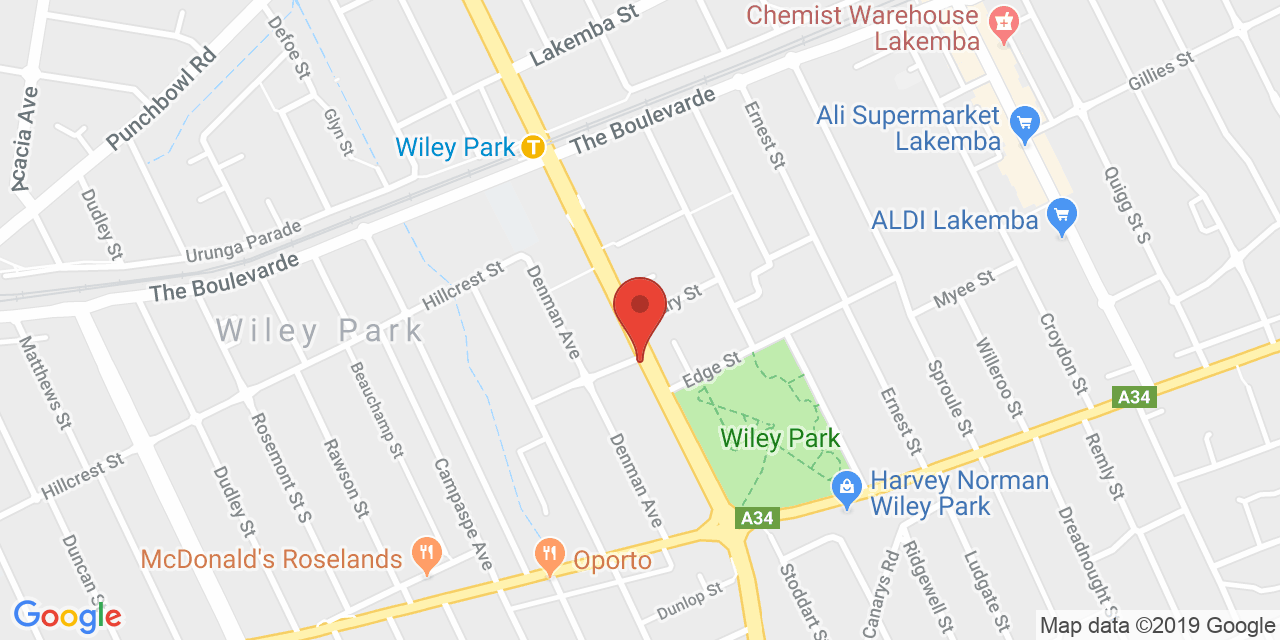 Chemist Warehouse
Lakemba
Lakemba St
Defoe St
Punchbowl Rd
Gillies St
Acacia Ave
Glyn St
The Boulevarde
Ernest St
Ali Supermarket
Lakemba
Wiley Park
T
Dudley St
Quigg St S
ALDI Lakemba
Urunga Parade
The Boulevarde
Hillcrest St
Denman Ave
Myee St
Wiley Park
Matthews St
Croydon St
Willeroo St
Edge St
Beauchamp St
Sproule St
Ernest St
A34
Rosemont St S
Rawson St
Wiley Park
Denman Ave
Remly St
Hillcrest St
Dudley St
Campaspe Ave
Harvey Norman
Wiley Park
A34
McDonald's Roselands
Oporto
Duncan St
Dunlop St
Stoddart St
Canarys Rd
Ridgewell St
Ludgate St
Dreadnought S
Google
Map data ©2019 Google